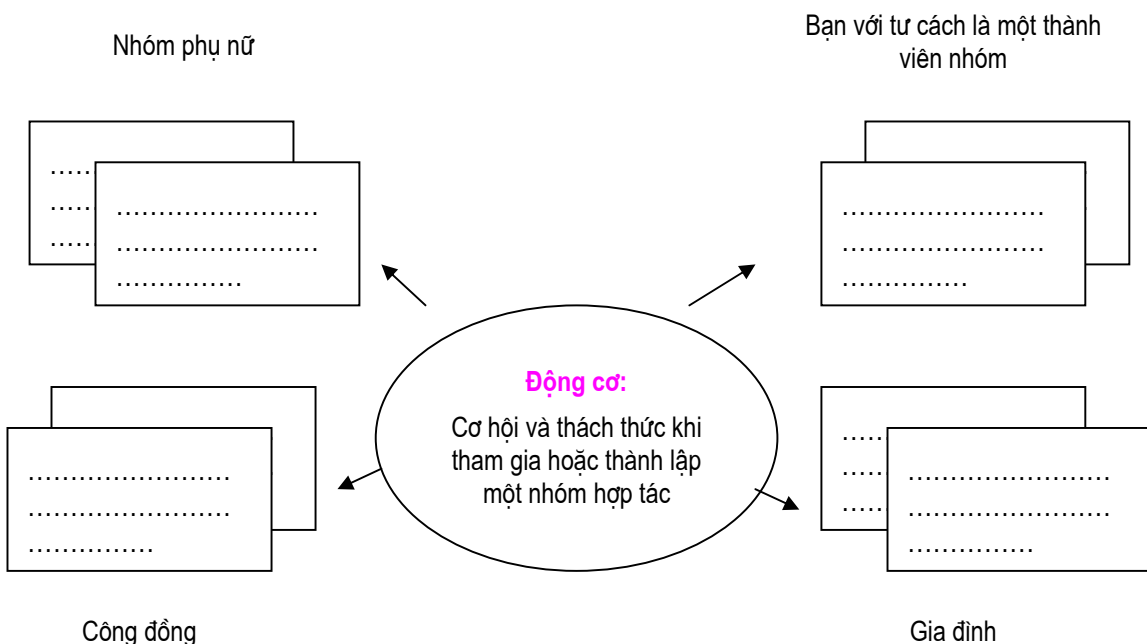 Nhóm phụ nữ
Bạn với tư cách là một thành
viên nhóm
……
……
……
……………………
……………………
……………
……………………
……………………
……………
Động cơ:
Cơ hội và thách thức khi
tham gia hoặc thành lập
một nhóm hợp tác
……………………
……………………
……………
……
……
……
……………………
……………………
……………
Công đồng
Gia đình